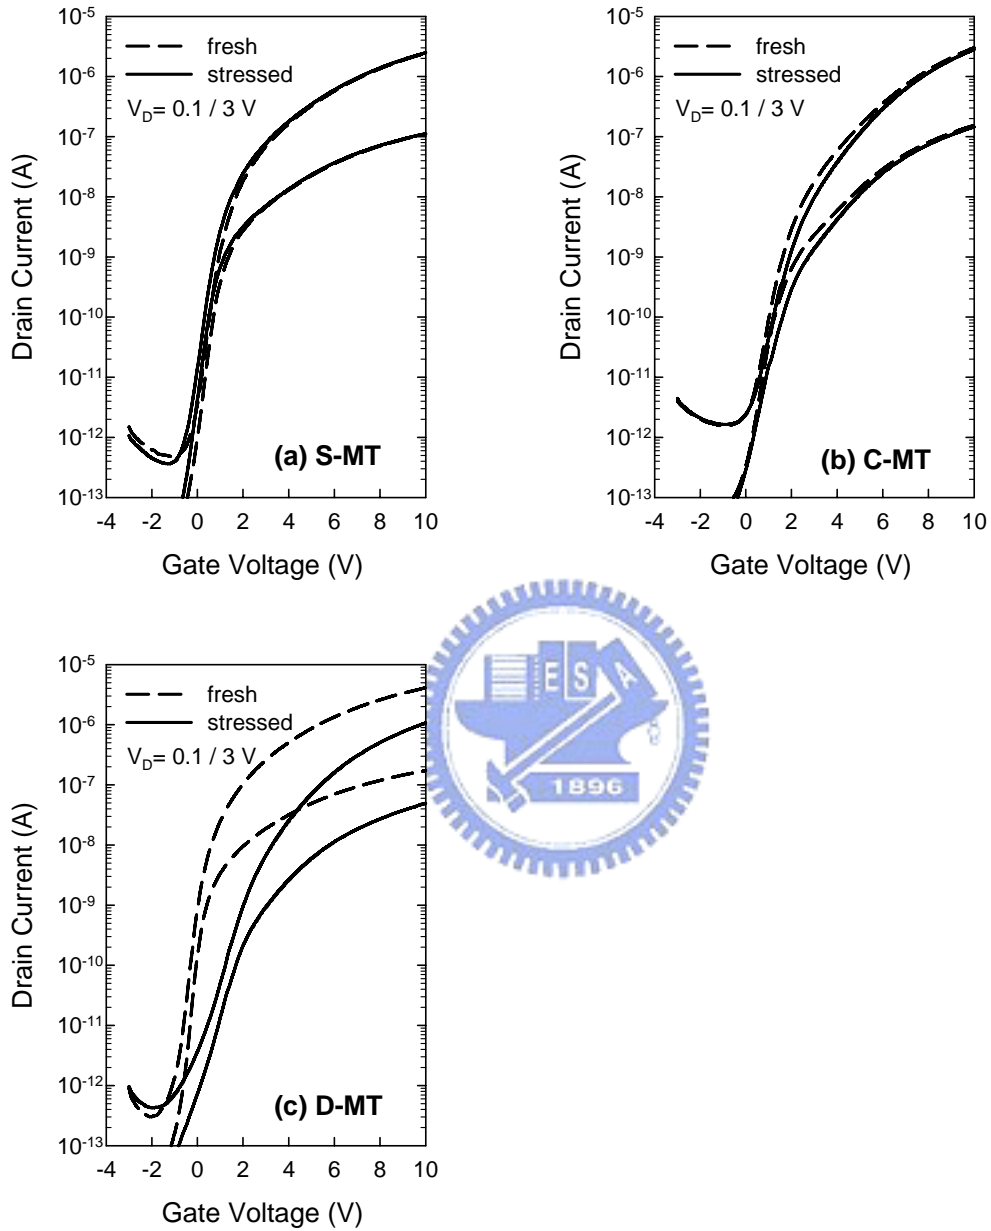 10^-5
10^-6
10^-7
10^-8
10^-9
10^-10
10^-11
10^-12
10^-13
Drain Current (A)
fresh
stressed
V_D= 0.1 / 3 V
(a) S-MT
-4 -2 0 2 4 6 8 10
Gate Voltage (V)
10^-5
10^-6
10^-7
10^-8
10^-9
10^-10
10^-11
10^-12
10^-13
Drain Current (A)
fresh
stressed
V_D= 0.1 / 3 V
(b) C-MT
-4 -2 0 2 4 6 8 10
Gate Voltage (V)
10^-5
10^-6
10^-7
10^-8
10^-9
10^-10
10^-11
10^-12
10^-13
Drain Current (A)
fresh
stressed
V_D= 0.1 / 3 V
(c) D-MT
-4 -2 0 2 4 6 8 10
Gate Voltage (V)
E S A
1896